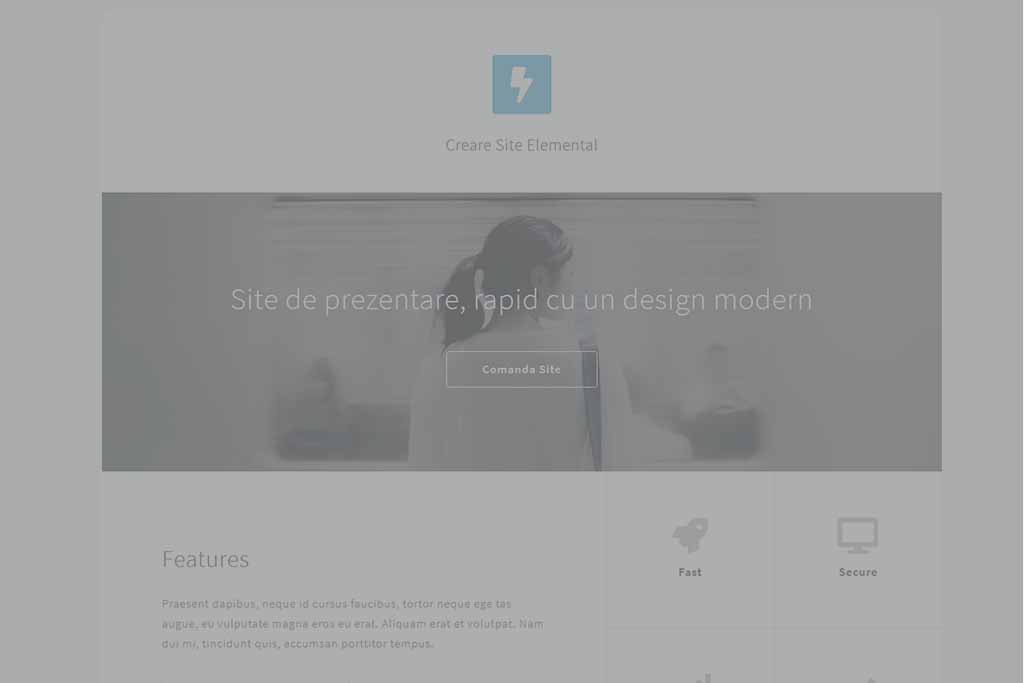 Creare Site Elemental
Site de prezentare, rapid cu un design modern
Comanda Site
Features
Praesent dapibus, neque id cursus faucibus, tortor neque ege tas
augue, eu vulputate magna eros eu erat. Aliquam erat et volutpat. Nam
dui mi, tincidunt quis, accumsan porttitor tempus.
Fast
Secure